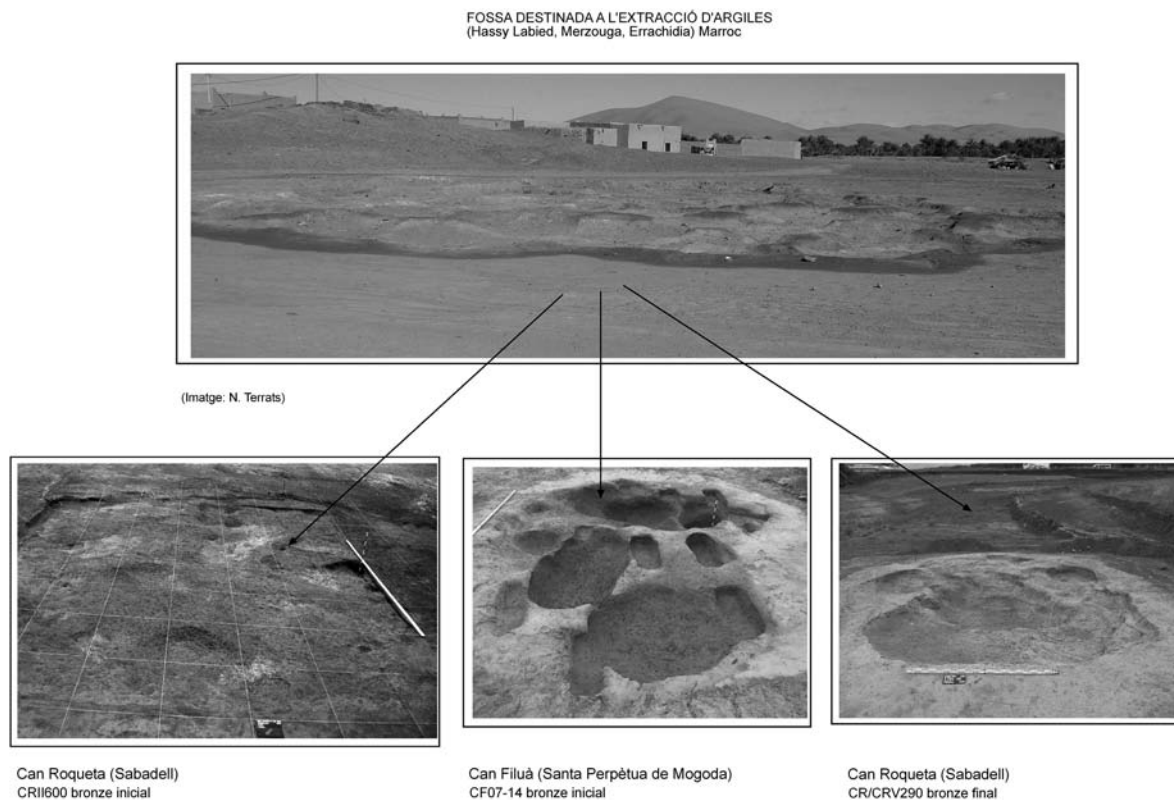 FOSSA DESTINADA A L'EXTRACCIÓ D'ARGILES
(Hassy Labied, Merzouga, Errachidia) Marroc
(Imatge: N. Terrats)
Can Roqueta (Sabadell)
CRII600 bronze inicial
Can Filuà (Santa Perpètua de Mogoda)
CF07-14 bronze inicial
Can Roqueta (Sabadell)
CR/CRV290 bronze final